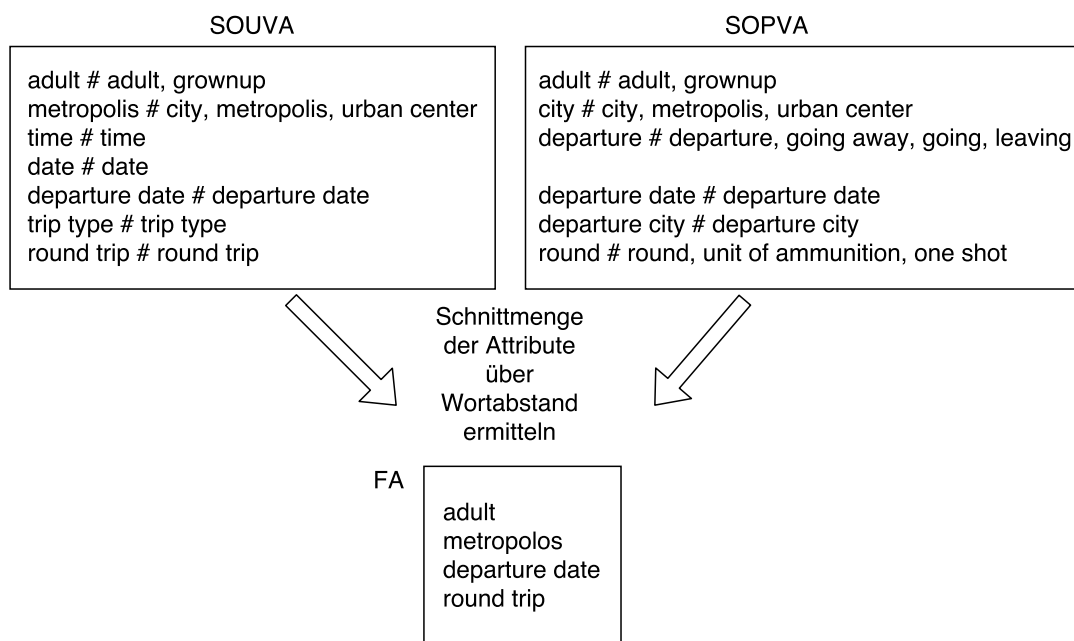 SOUVA
adult # adult, grownup
metropolis # city, metropolis, urban center
time # time
date # date
departure date # departure date
trip type # trip type
round trip # round trip
SOPVA
adult # adult, grownup
city # city, metropolis, urban center
departure # departure, going away, going, leaving
departure date # departure date
departure city # departure city
round # round, unit of ammunition, one shot
Schnittmenge
der Attribute
über
Wortabstand
ermitteln
FA
adult
metropolos
departure date
round trip